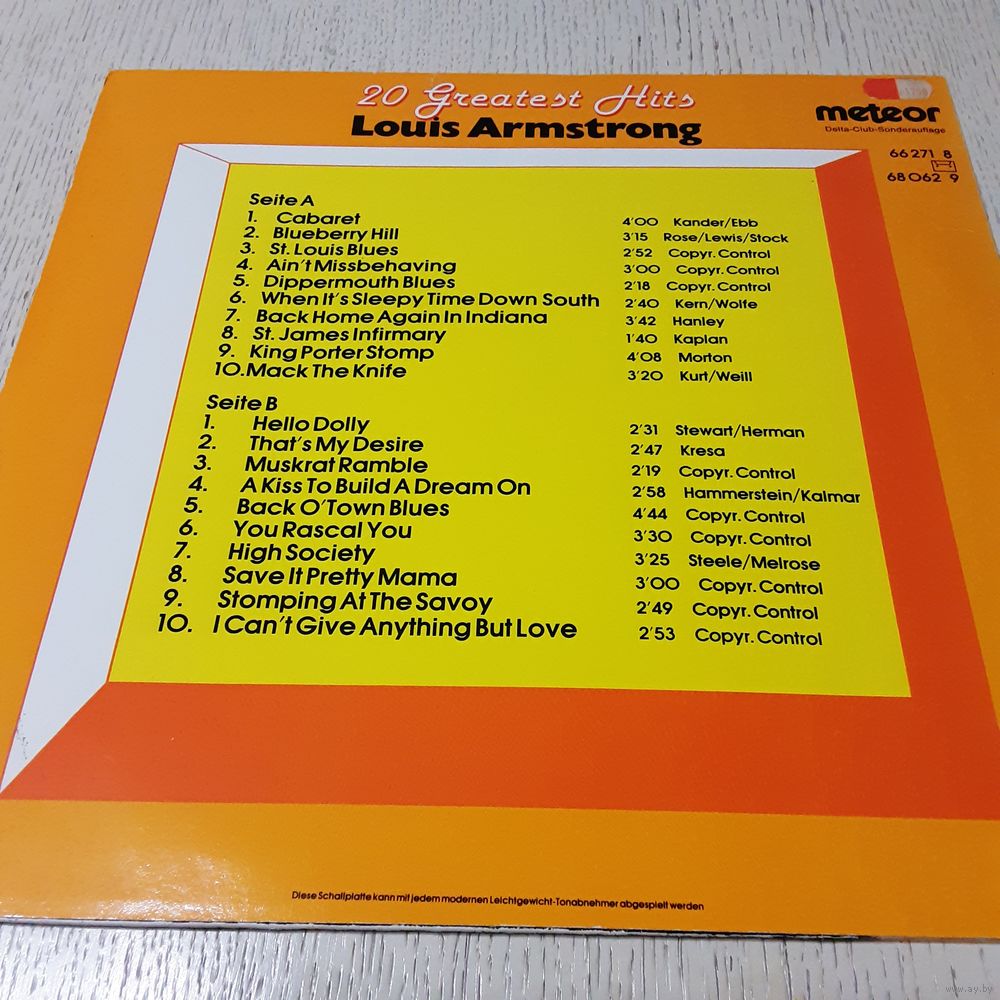 20 Greatest Hits
Louis Armstrong
meteor
Delta-Club-Sonderauflage
66 271 8
68 062 9
Seite A
1. Cabaret 4'00 Kander/Ebb
2. Blueberry Hill 3'15 Rose/Lewis/Stock
3. St. Louis Blues 2'52 Copyr. Control
4. Ain't Missbehaving 3'00 Copyr. Control
5. Dippermouth Blues 2'18 Copyr. Control
6. When It's Sleepy Time Down South 2'40 Kern/Wolfe
7. Back Home Again In Indiana 3'42 Hanley
8. St. James Infirmary 1'40 Kaplan
9. King Porter Stomp 4'08 Morton
10. Mack The Knife 3'20 Kurt/Weill
Seite B
1. Hello Dolly 2'31 Stewart/Herman
2. That's My Desire 2'47 Kresa
3. Muskrat Ramble 2'19 Copyr. Control
4. A Kiss To Build A Dream On 2'58 Hammerstein/Kalmar
5. Back O'Town Blues 4'44 Copyr. Control
6. You Rascal You 3'30 Copyr. Control
7. High Society 3'25 Steele/Melrose
8. Save It Pretty Mama 3'00 Copyr. Control
9. Stomping At The Savoy 2'49 Copyr. Control
10. I Can't Give Anything But Love 2'53 Copyr. Control
Diese Schallplatte kann mit jedem modernen Leichtgewicht-Tonabnehmer abgespielt werden
www.ay.by